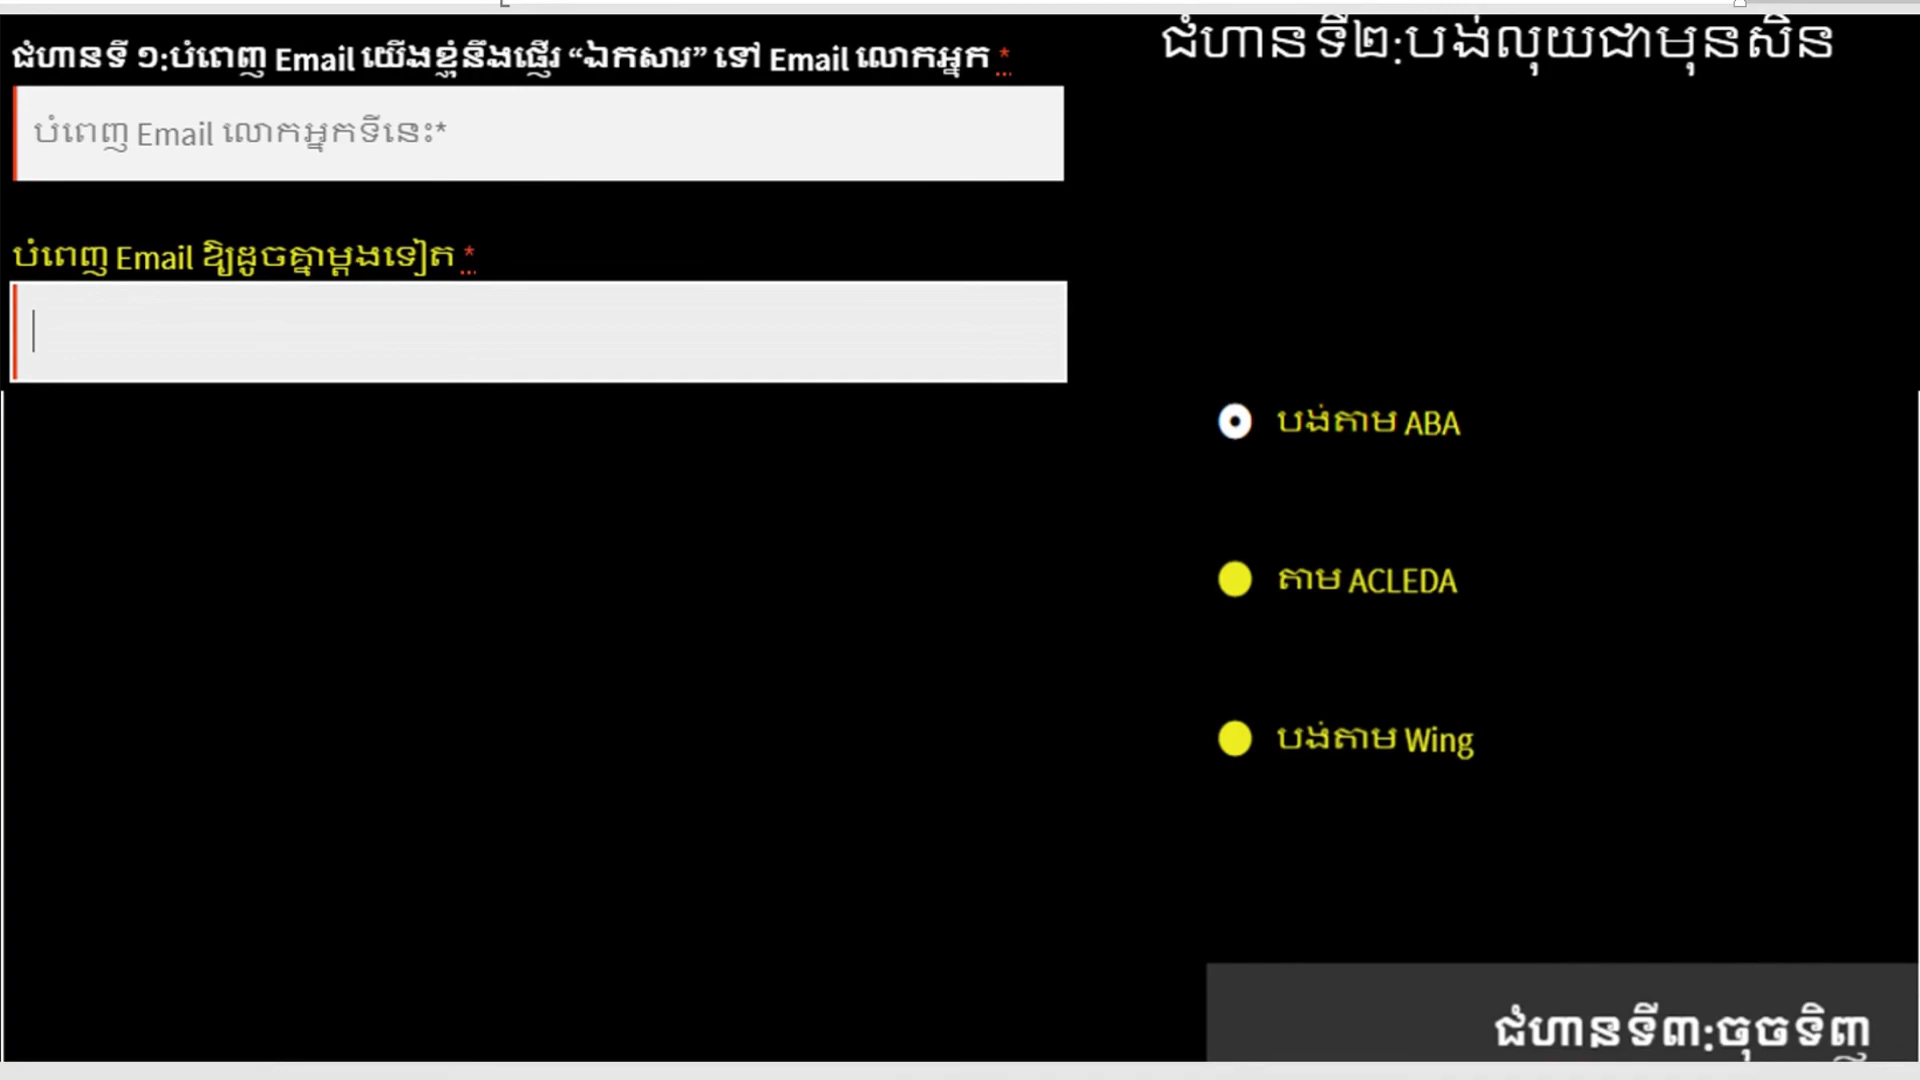 ជំហានទី ១:បំពេញ Email យើងខ្ញុំនឹងផ្ញើរ “ឯកសារ” ទៅ Email លោកអ្នក *
បំពេញ Email លោកអ្នកទីនេះ*
បំពេញ Email ឱ្យដូចគ្នាម្ដងទៀត *
ជំហានទី២:បង់លុយជាមុនសិន
បង់តាម ABA
តាម ACLEDA
បង់តាម Wing
ជំហានទី៣:ចុចទិញ